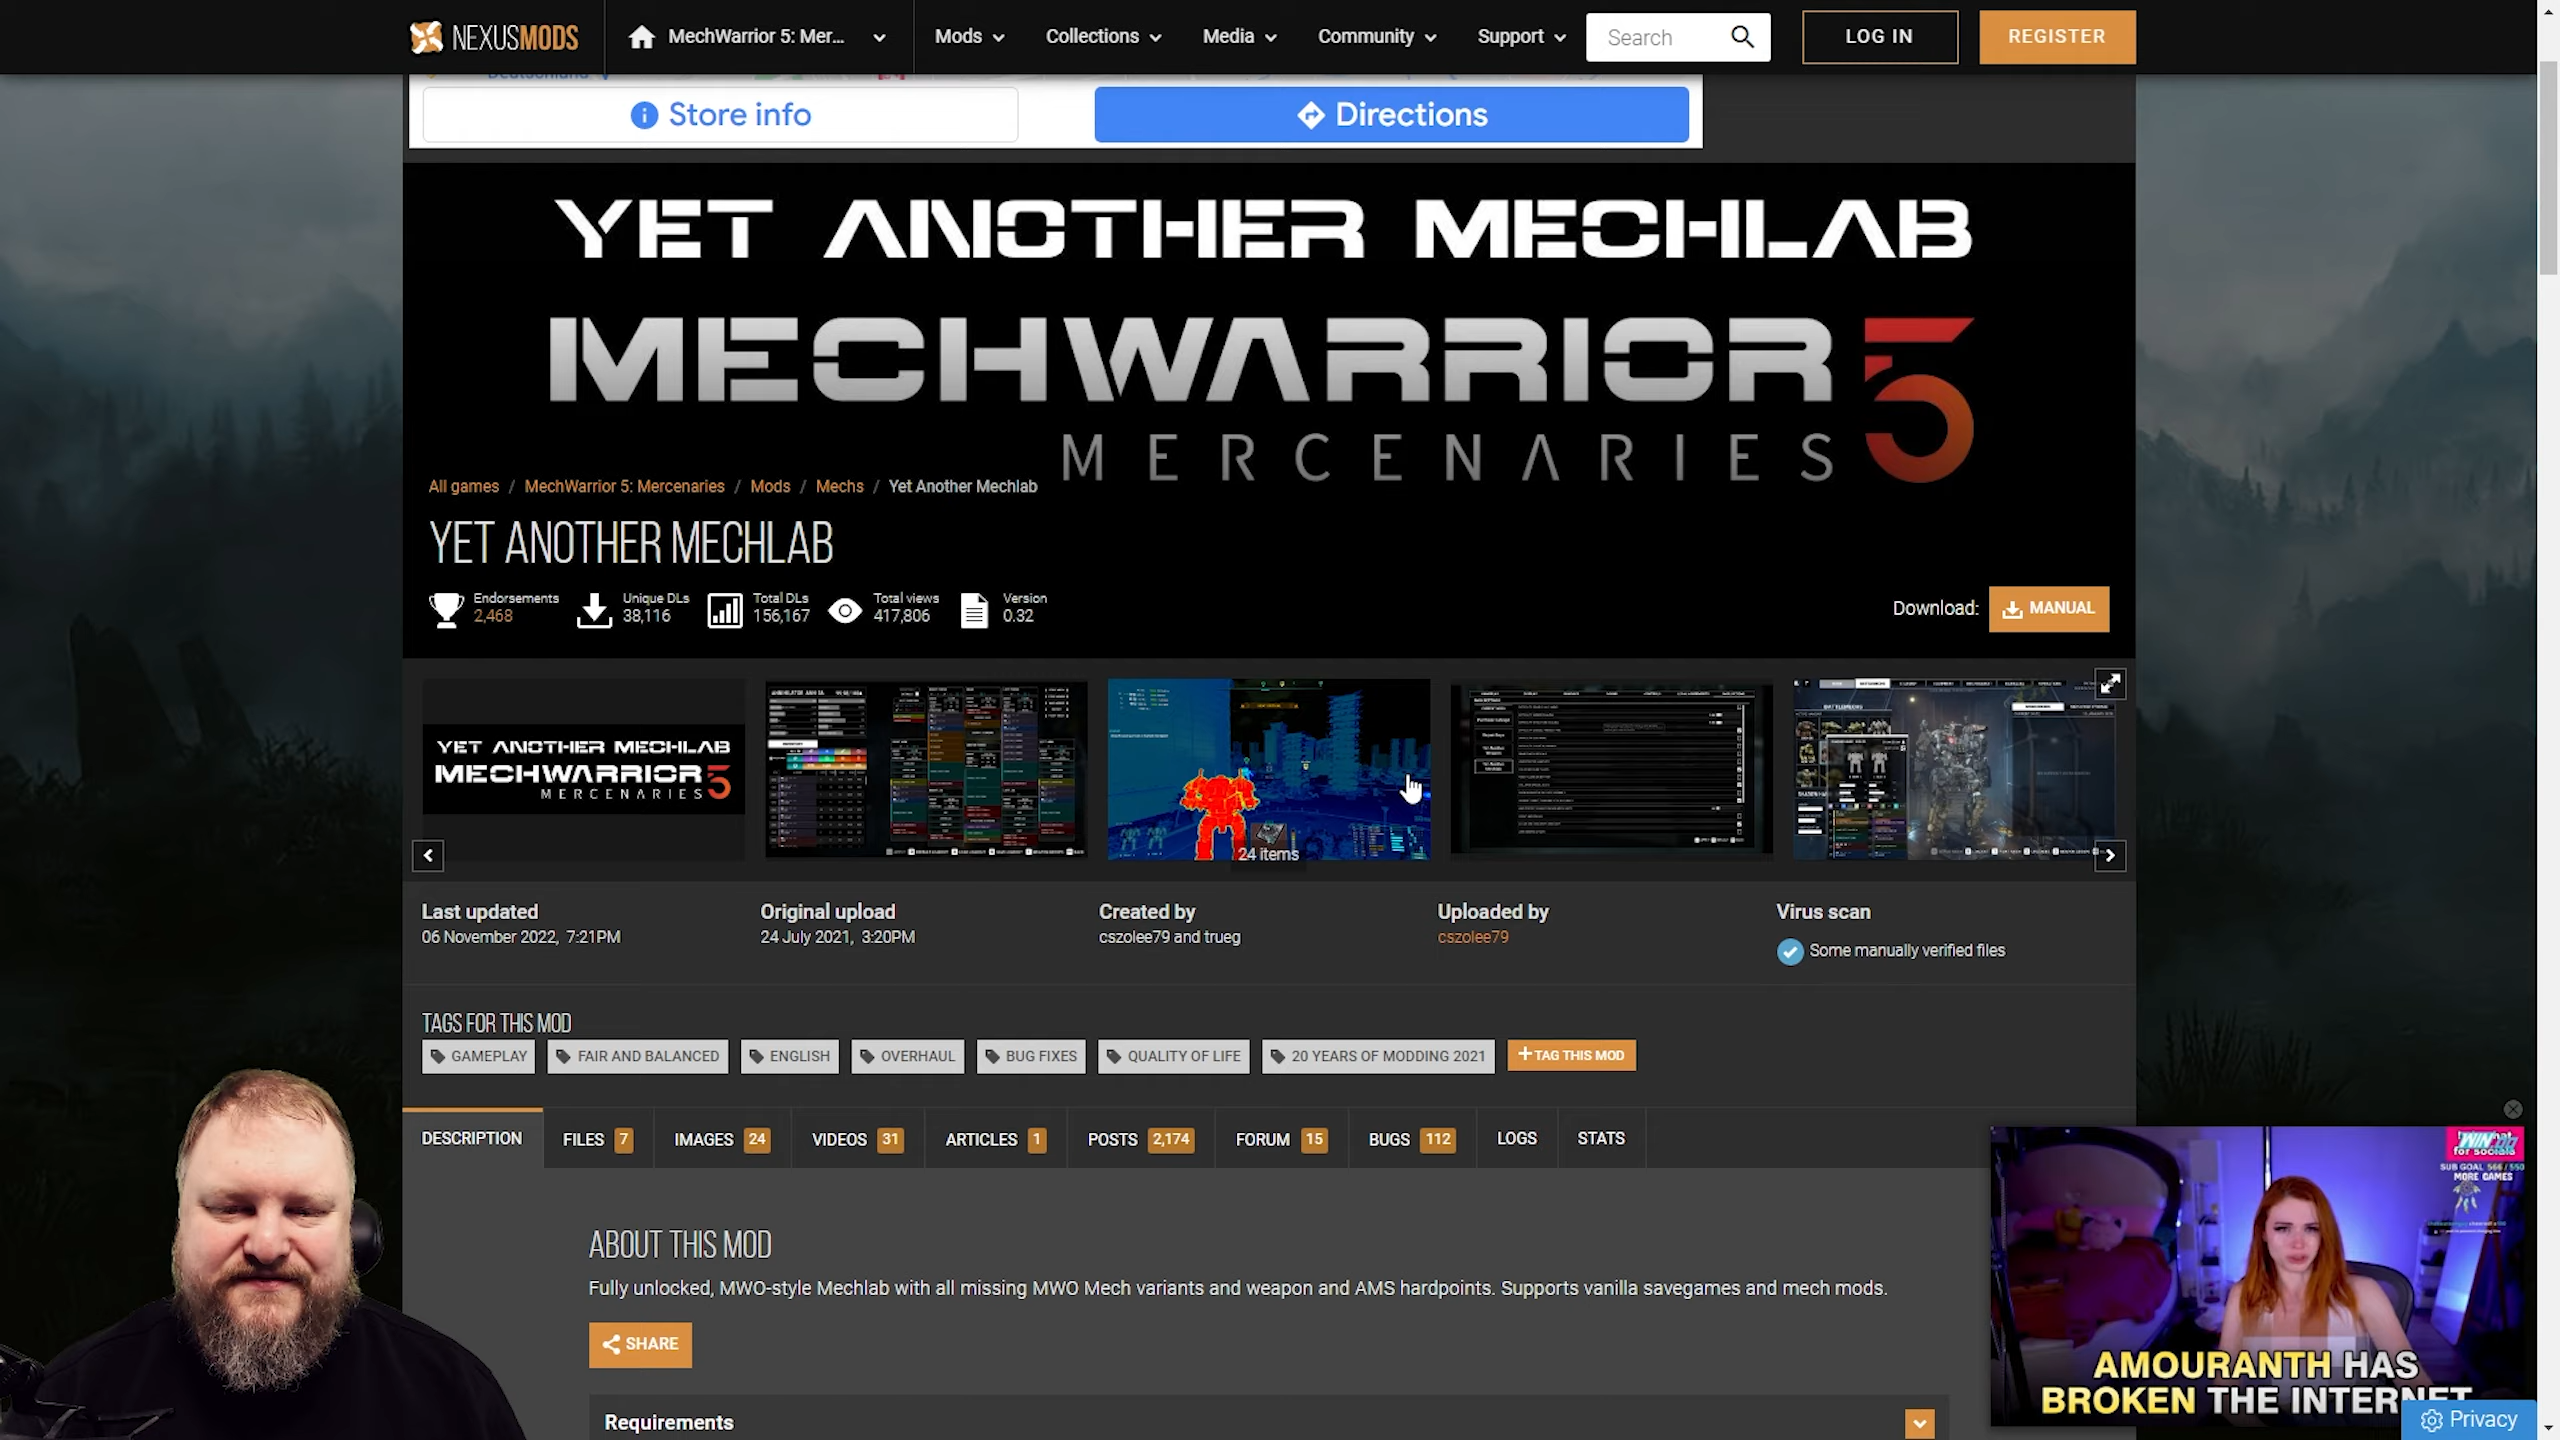 NEXUSMODS
MechWarrior 5: Mer...
Mods
Collections
Media
Community
Support
Search
LOG IN
REGISTER
Store info
Directions
YET ANOTHER MECHLAB
MECHWARRIOR 5
MERCENARIES
All games / MechWarrior 5: Mercenaries / Mods / Mechs / Yet Another Mechlab
YET ANOTHER MECHLAB
Endorsements
2,468
Unique DLs
38,116
Total DLs
156,167
Total views
417,806
Version
0.32
Download:
MANUAL
YET ANOTHER MECHLAB
MECHWARRIOR 5
MERCENARIES
24 items
Last updated
06 November 2022, 7:21PM
Original upload
24 July 2021, 3:20PM
Created by
cszolee79 and trueg
Uploaded by
cszolee79
Virus scan
Some manually verified files
TAGS FOR THIS MOD
GAMEPLAY
FAIR AND BALANCED
ENGLISH
OVERHAUL
BUG FIXES
QUALITY OF LIFE
20 YEARS OF MODDING 2021
+TAG THIS MOD
DESCRIPTION
FILES 7
IMAGES 24
VIDEOS 31
ARTICLES 1
POSTS 2,174
FORUM 15
BUGS 112
LOGS
STATS
ABOUT THIS MOD
Fully unlocked, MWO-style Mechlab with all missing MWO Mech variants and weapon and AMS hardpoints. Supports vanilla savegames and mech mods.
SHARE
Requirements
for socials
SUB GOAL 566 / 550
MORE GAMES
AMOURANTH HAS
BROKEN THE INTERNET
Privacy